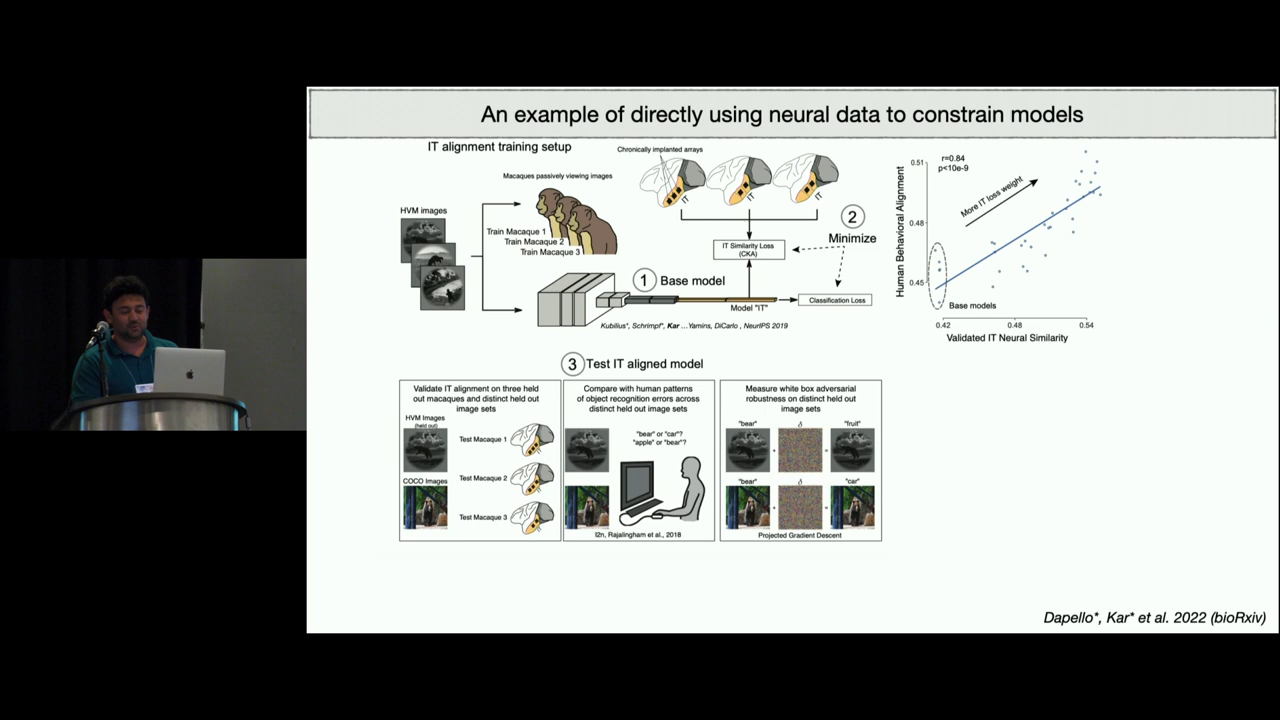 An example of directly using neural data to constrain models
IT alignment training setup
Chronically implanted arrays
Macaques passively viewing images
HVM images
Train Macaque 1
Train Macaque 2
Train Macaque 3
IT
IT
IT
2
Minimize
IT Similarity Loss
(CKA)
1 Base model
Model "IT"
Classification Loss
Kubilius*, Schrimpf*, Kar ...Yamins, DiCarlo , NeurIPS 2019
r=0.84
p<10e-9
More IT loss weight
Human Behavioral Alignment
0.51
0.48
0.45
Base models
0.42
0.48
0.54
Validated IT Neural Similarity
3 Test IT aligned model
Validate IT alignment on three held
out macaques and distinct held out
image sets
HVM Images
(held out)
Test Macaque 1
COCO Images
Test Macaque 2
Test Macaque 3
Compare with human patterns
of object recognition errors across
distinct held out image sets
"bear" or "car"?
"apple" or "bear"?
I2n, Rajalingham et al., 2018
Measure white box adversarial
robustness on distinct held out
image sets
"bear" δ "fruit"
+ =
"bear" δ "car"
+ =
Projected Gradient Descent
Dapello*, Kar* et al. 2022 (bioRxiv)